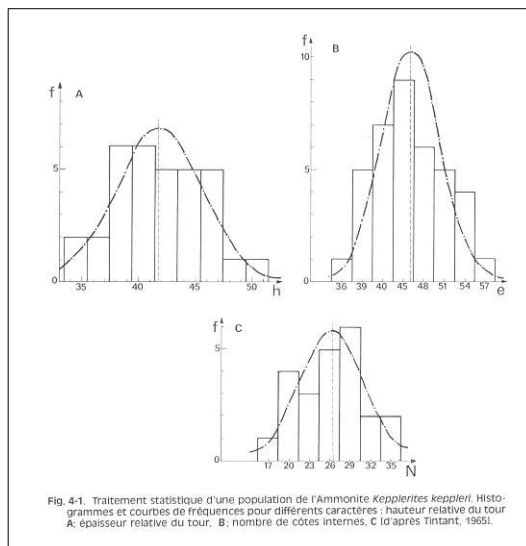 f
A
5
0
35
40
45
50
h
f
B
10
5
0
36
39
40
45
48
51
54
57
e
f
C
5
0
17
20
23
26
29
32
35
N
Fig. 4-1. Traitement statistique d'une population de l'Ammonite Kepplerites keppleri. Histo-
grammes et courbes de fréquences pour différents caractères : hauteur relative du tour
A; épaisseur relative du tour, B; nombre de côtes internes, C (d'après Tintant, 1965).